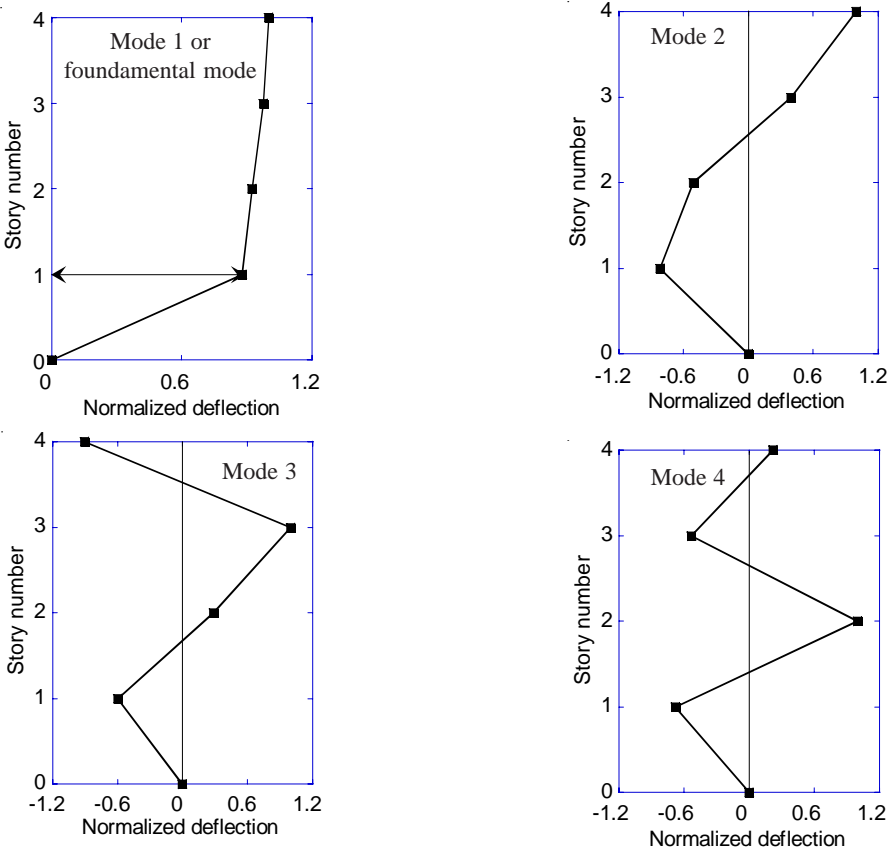 4
3
2
1
0
Story number
Mode 1 or
foundamental mode
0
0.6
1.2
Normalized deflection
4
3
2
1
0
Story number
Mode 2
-1.2
-0.6
0
0.6
1.2
Normalized deflection
4
3
2
1
0
Story number
Mode 3
-1.2
-0.6
0
0.6
1.2
Normalized deflection
4
3
2
1
0
Story number
Mode 4
-1.2
-0.6
0
0.6
1.2
Normalized deflection